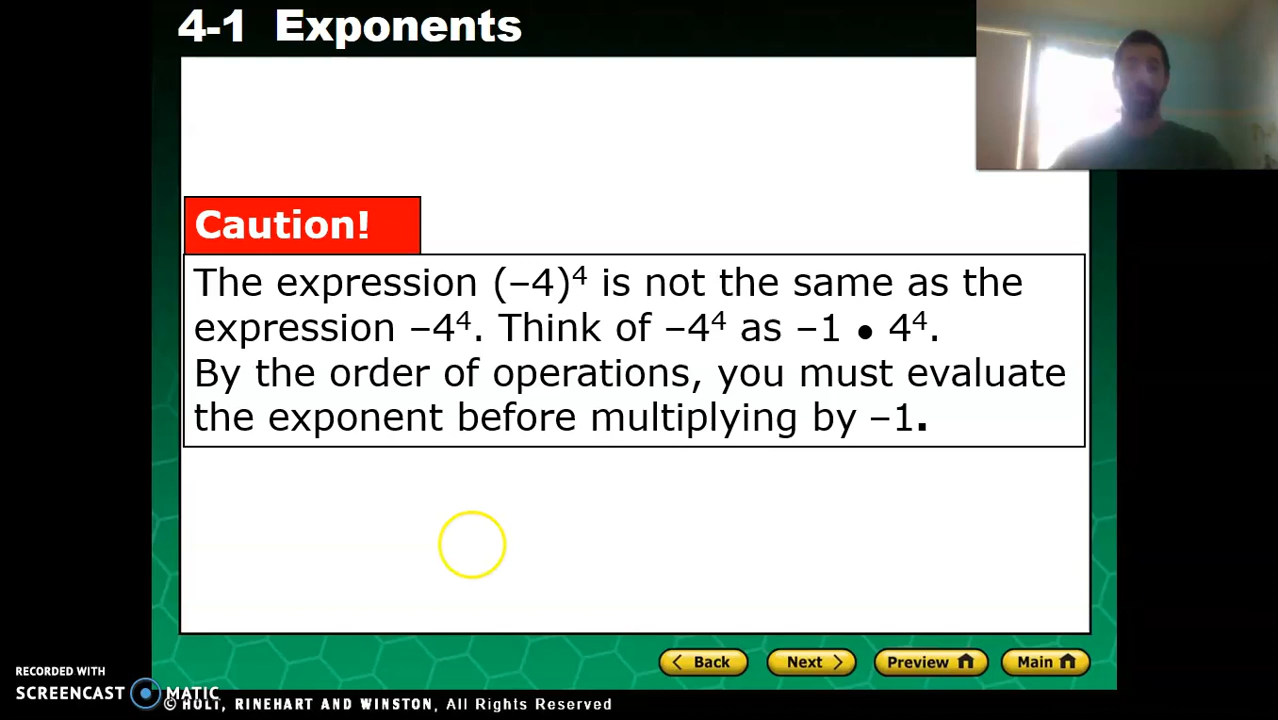 4-1 Exponents
Caution!
The expression (–4)⁴ is not the same as the
expression –4⁴. Think of –4⁴ as –1 • 4⁴.
By the order of operations, you must evaluate
the exponent before multiplying by –1.
Back
Next
Preview
Main
RECORDED WITH
SCREENCAST MATIC
© HOLT, RINEHART AND WINSTON, All Rights Reserved